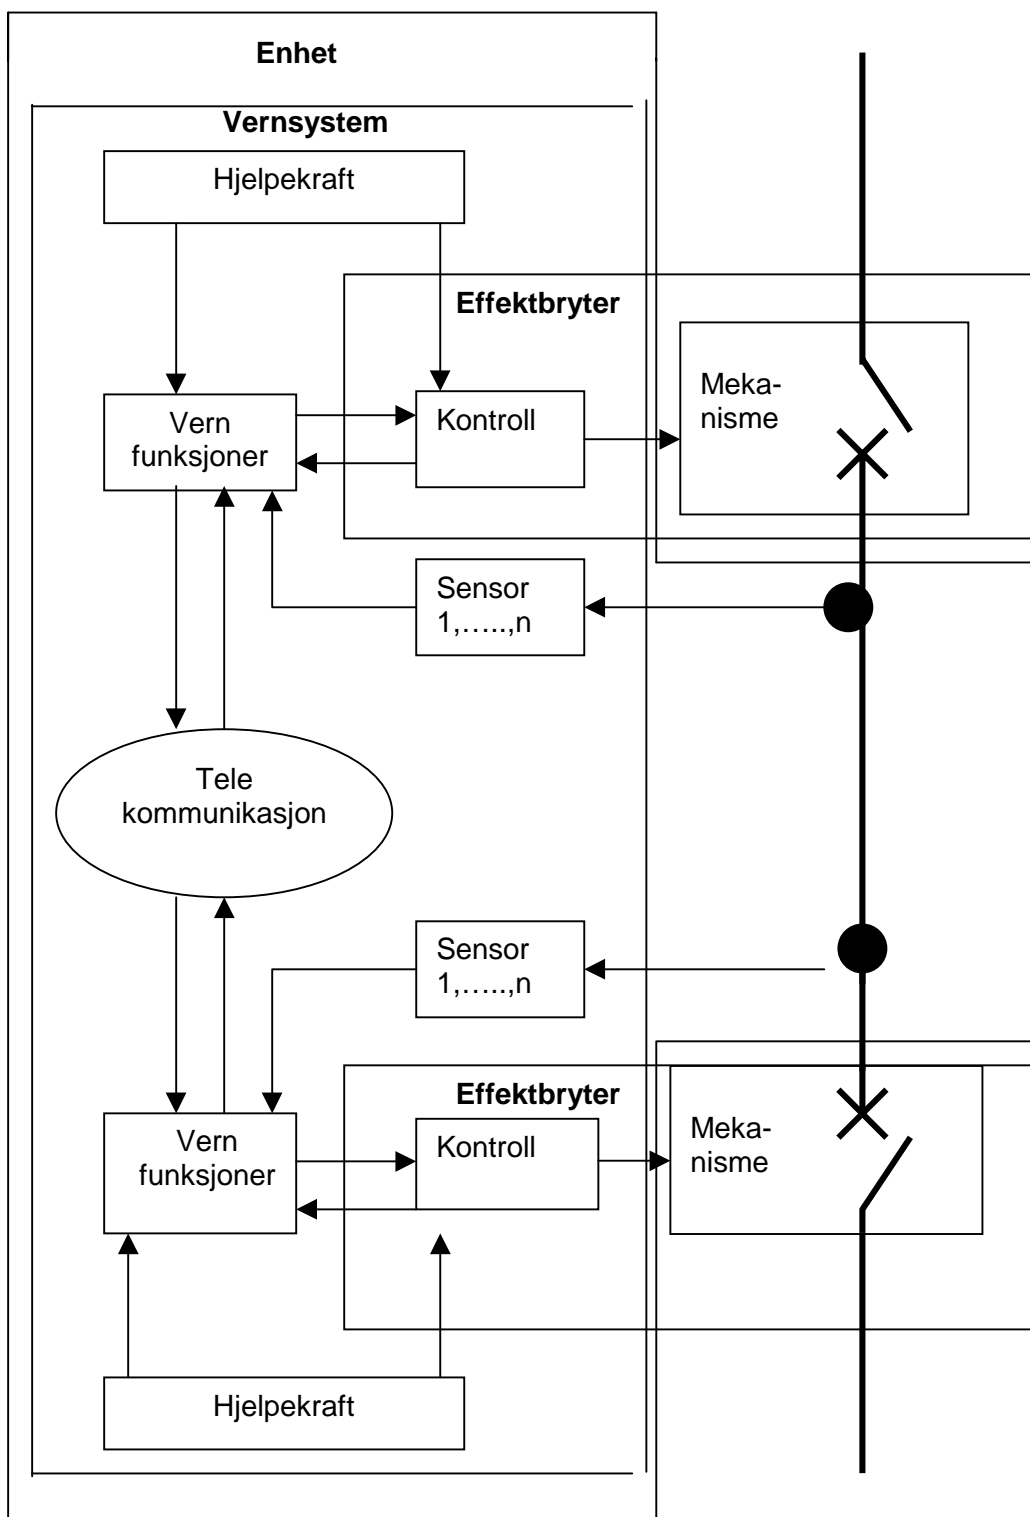 Enhet
Vernsystem
Hjelpekraft
Effektbryter
Meka-
nisme
Kontroll
Vern
funksjoner
Sensor
1,…..,n
Tele
kommunikasjon
Sensor
1,…..,n
Effektbryter
Meka-
nisme
Kontroll
Vern
funksjoner
Hjelpekraft